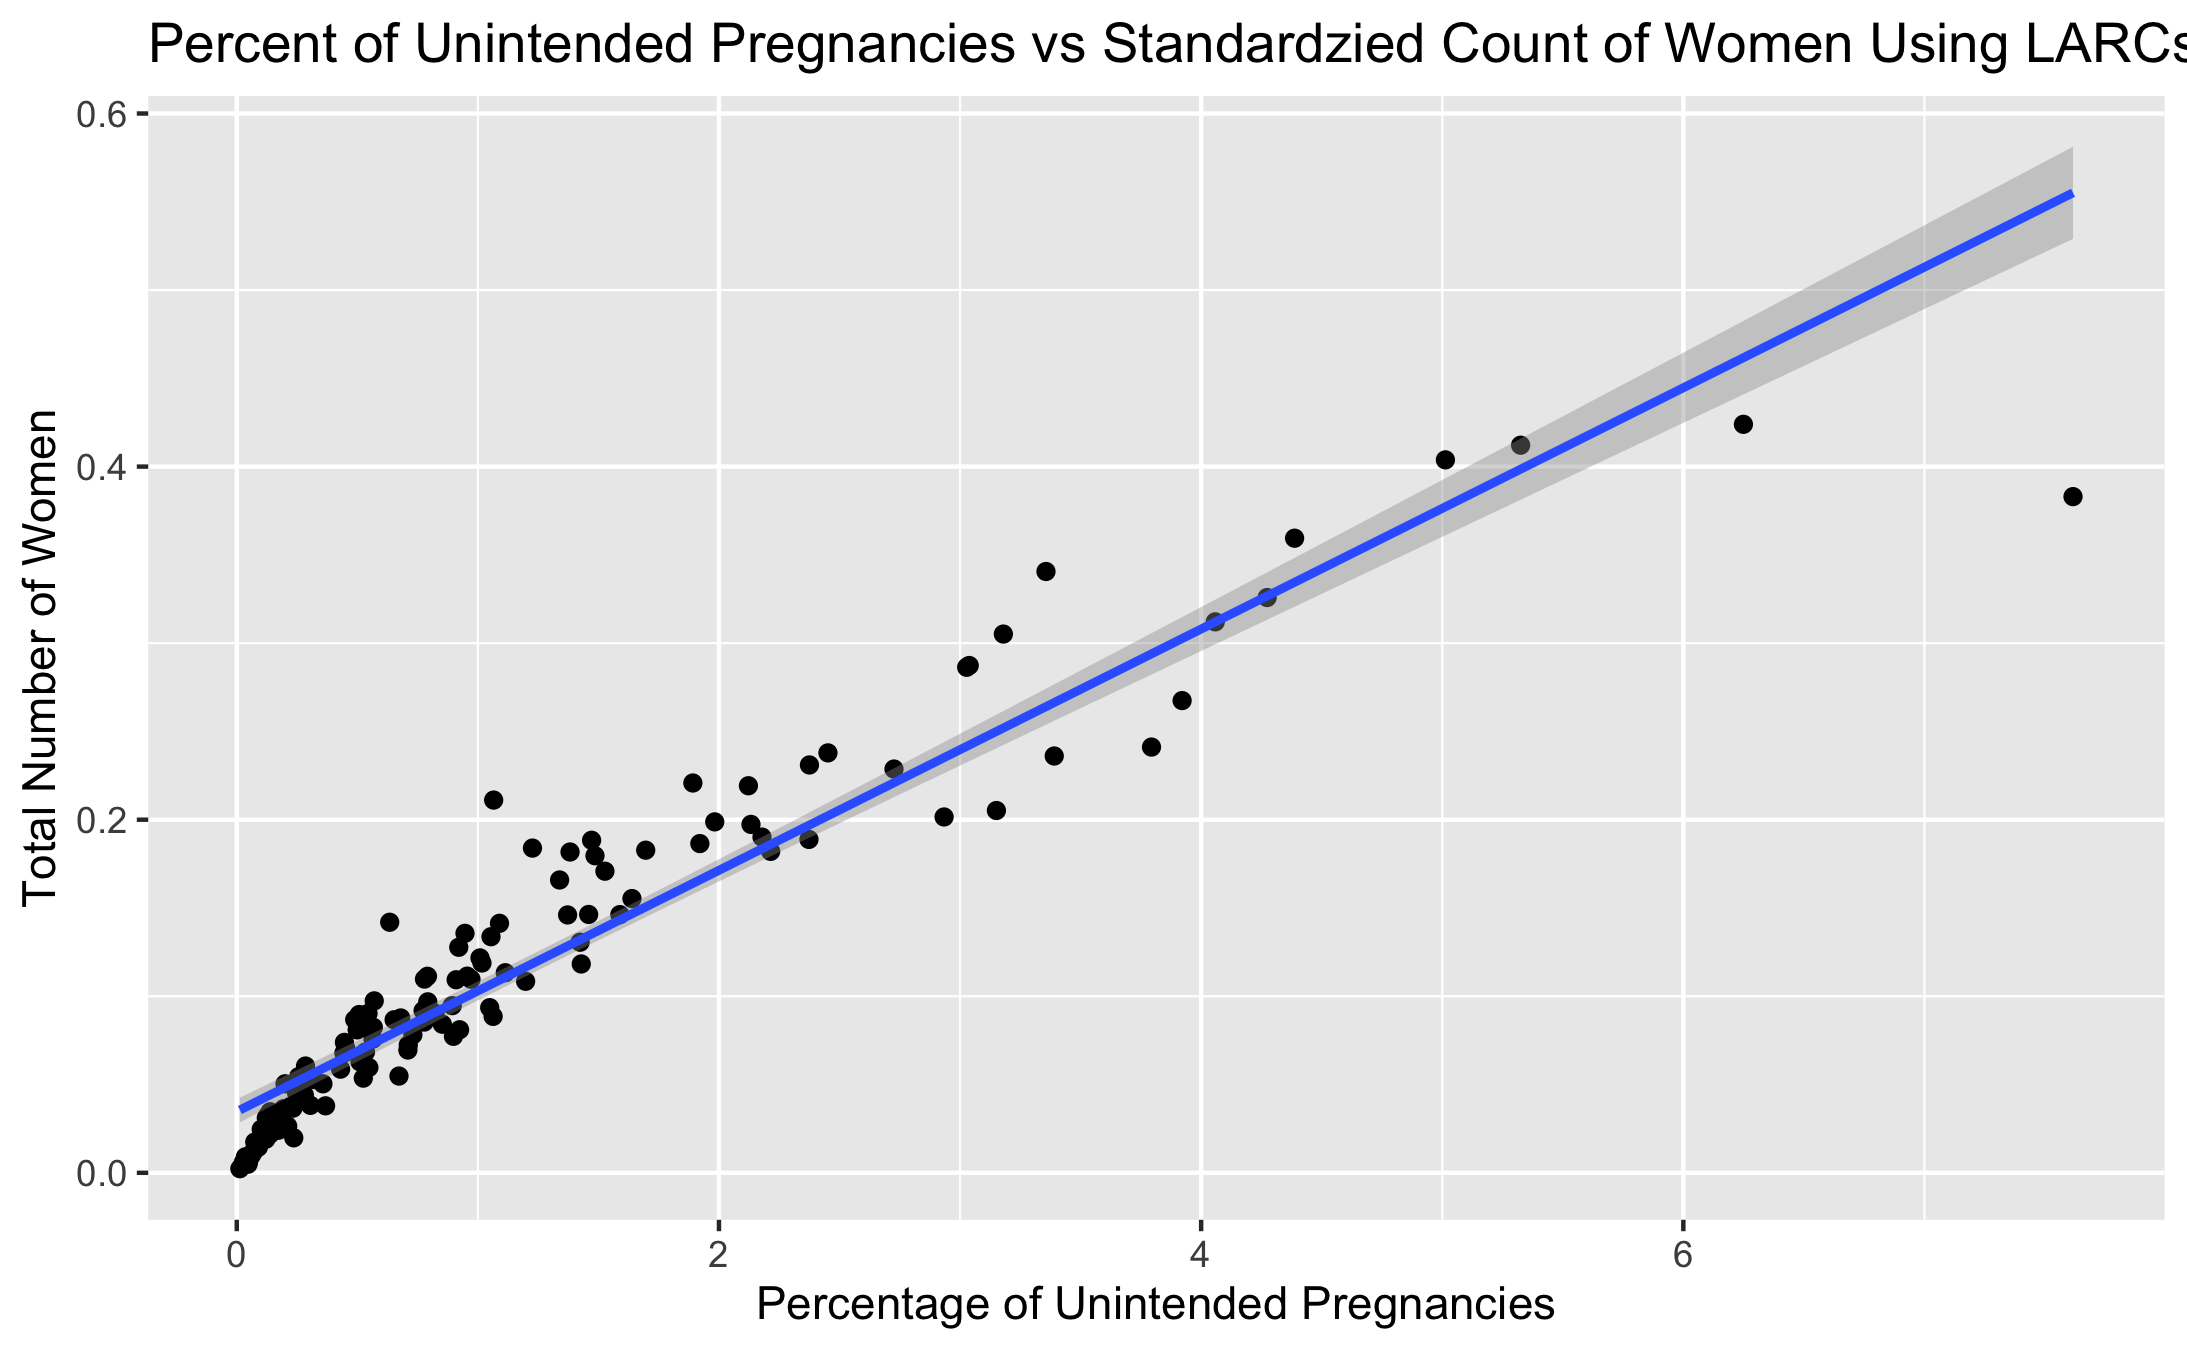 Percent of Unintended Pregnancies vs Standardzied Count of Women Using LARCs
0.6
0.4
0.2
0.0
Total Number of Women
0 2 4 6
Percentage of Unintended Pregnancies